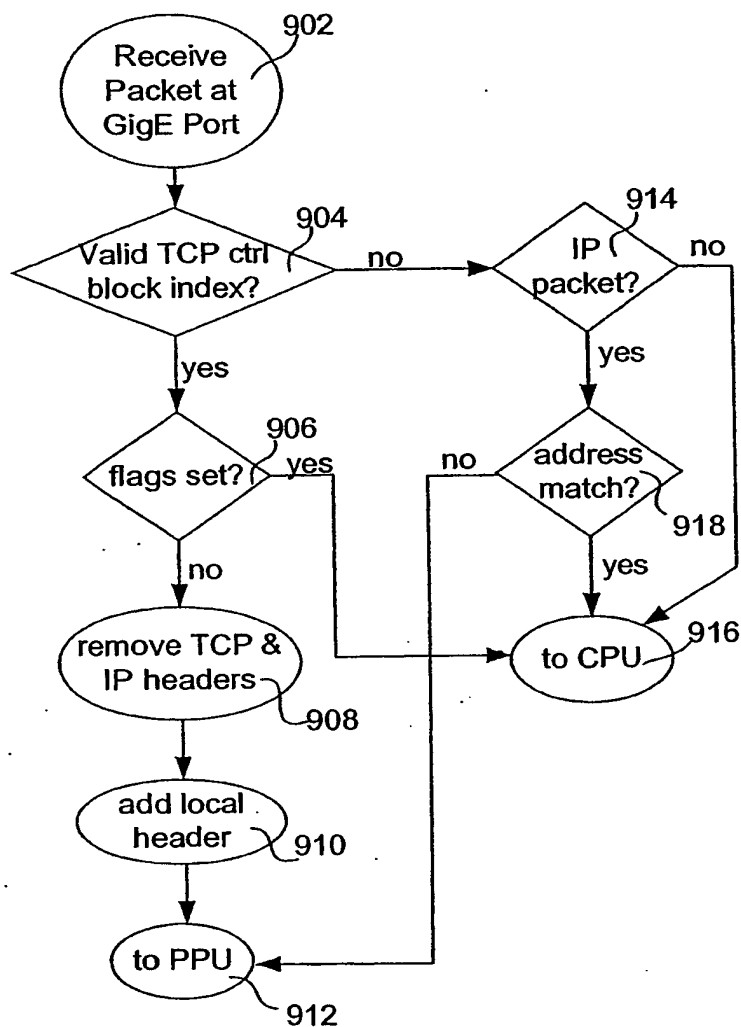 902
Receive
Packet at
GigE Port
904
Valid TCP ctrl
block index?
no
914
IP
packet?
no
yes
yes
906
flags set?
yes
no
address
match?
918
no
yes
remove TCP &
IP headers
908
to CPU
916
add local
header
910
to PPU
912